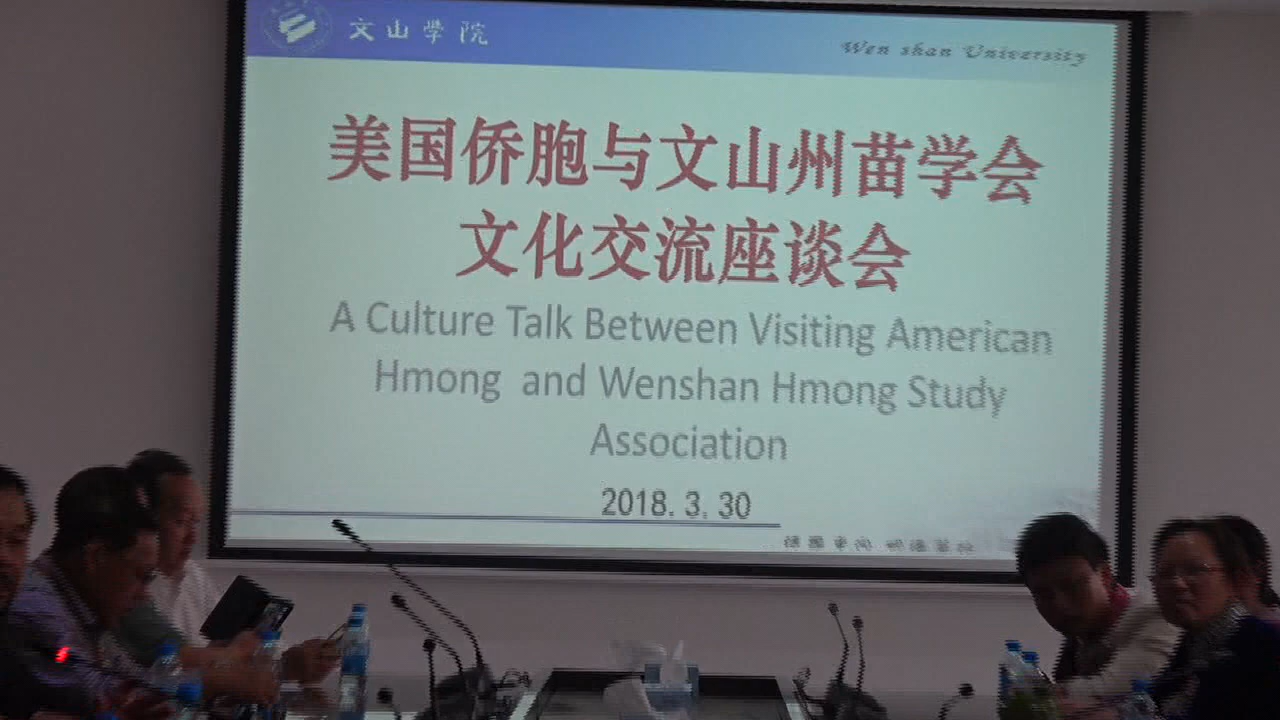 文山学院
Wen shan University
美国侨胞与文山州苗学会
文化交流座谈会
A Culture Talk Between Visiting American
Hmong and Wenshan Hmong Study
Association
2018. 3. 30